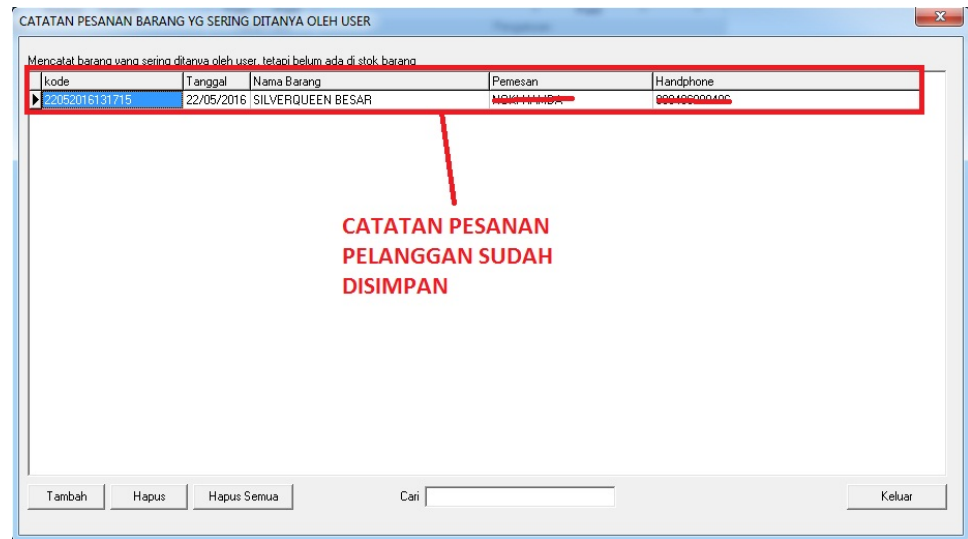 CATATAN PESANAN BARANG YG SERING DITANYA OLEH USER
Mencatat barang yang sering ditanya oleh user, tetapi belum ada di stok barang
kode Tanggal Nama Barang Pemesan Handphone
22052016131715 22/05/2016 SILVERQUEEN BESAR
CATATAN PESANAN
PELANGGAN SUDAH
DISIMPAN
Tambah Hapus Hapus Semua Cari Keluar